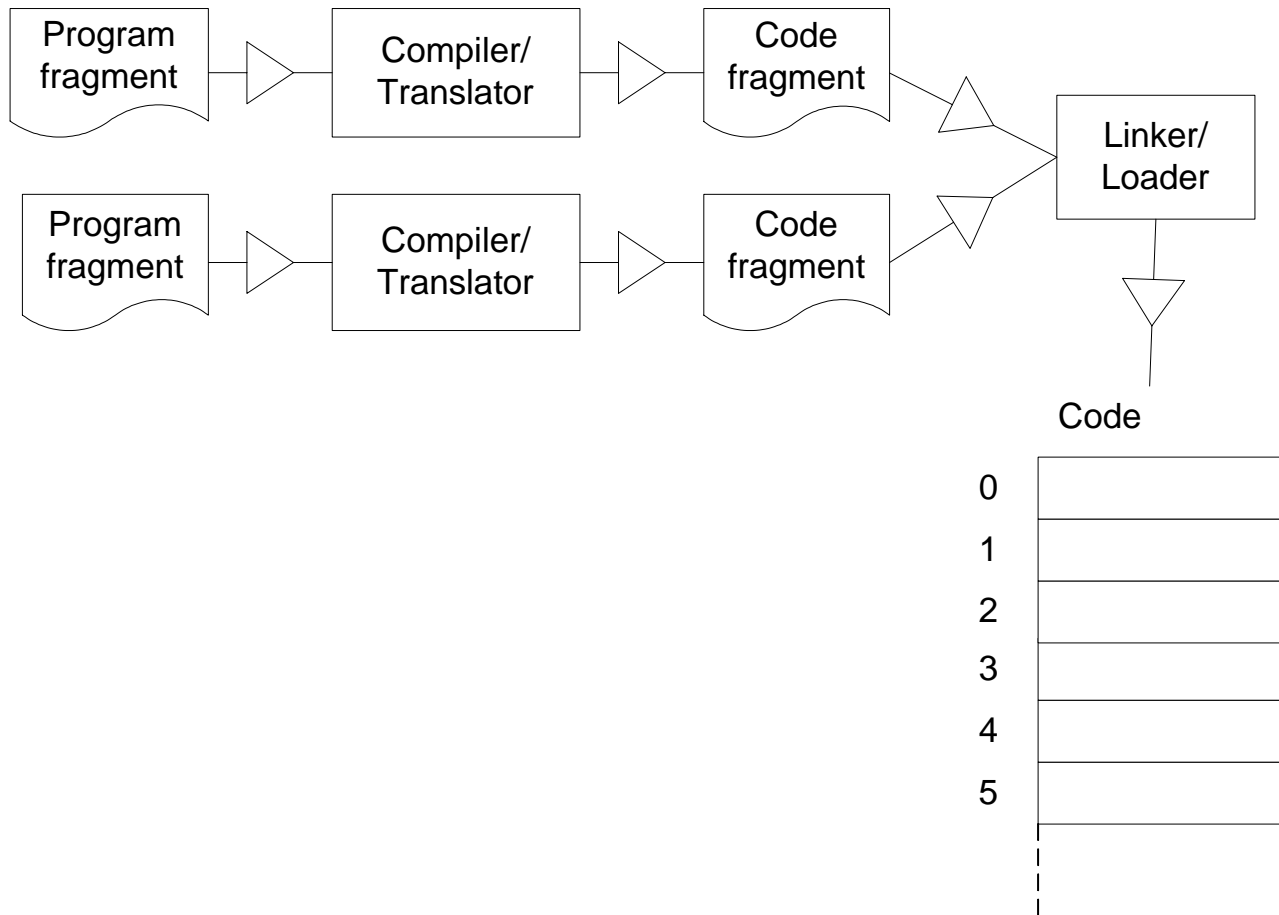 Program
fragment
Compiler/
Translator
Code
fragment
Linker/
Loader
Program
fragment
Compiler/
Translator
Code
fragment
Code
0
1
2
3
4
5